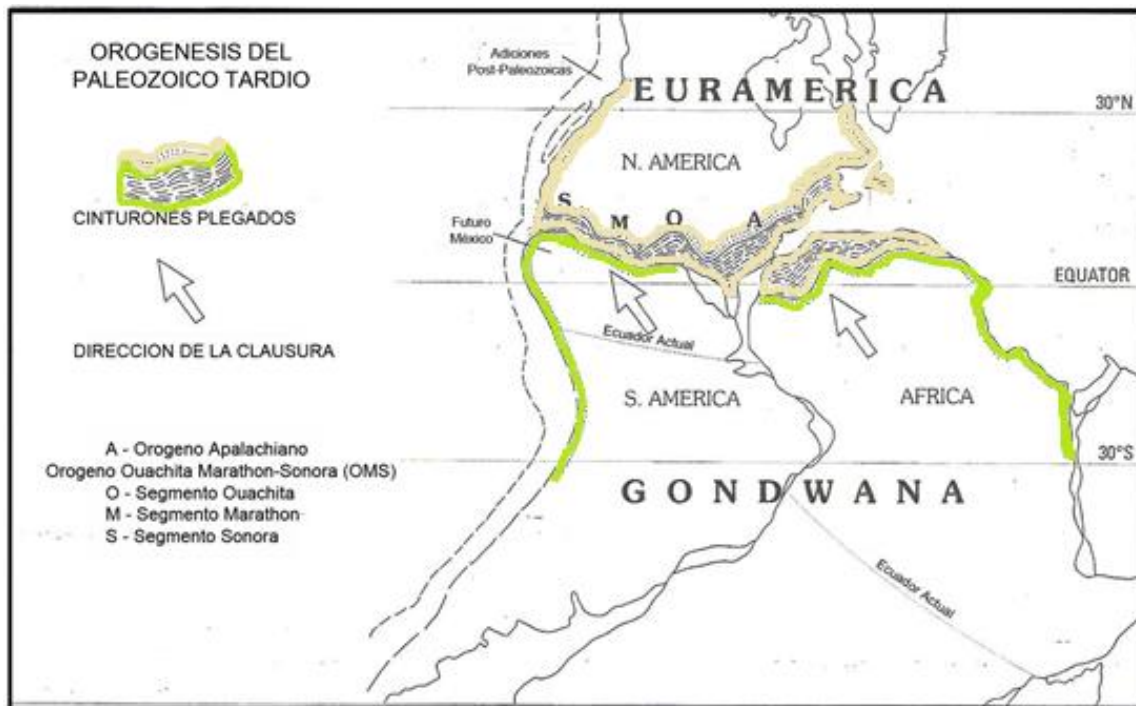 OROGENESIS DEL
PALEOZOICO TARDIO
CINTURONES PLEGADOS
DIRECCION DE LA CLAUSURA
A - Orogeno Apalachiano
Orogeno Ouachita Marathon-Sonora (OMS)
O - Segmento Ouachita
M - Segmento Marathon
S - Segmento Sonora
Adiciones
Post-Paleozoicas
EURAMERICA
30°N
N. AMERICA
S M O A
Futuro
México
EQUATOR
Ecuador Actual
S. AMERICA
AFRICA
30°S
GONDWANA
Ecuador Actual